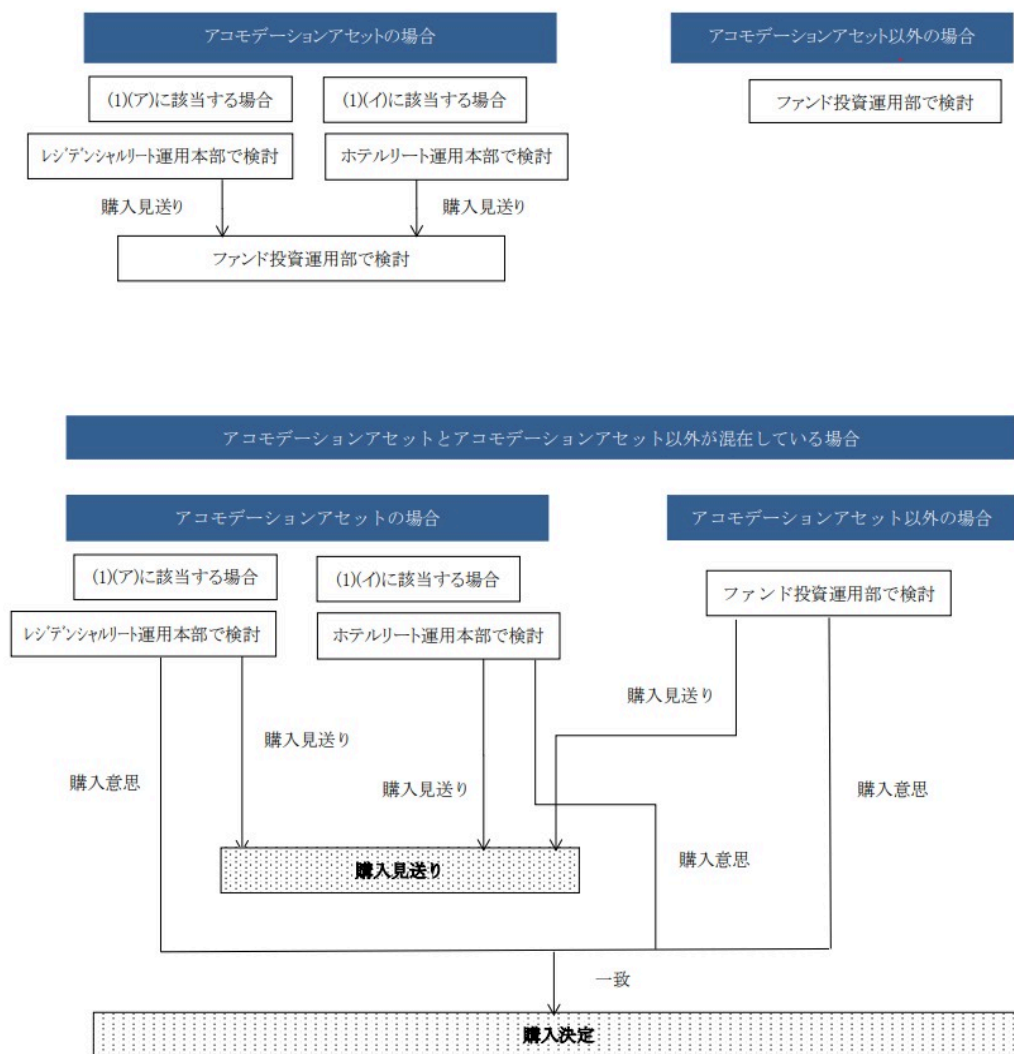 アコモデーションアセットの場合
アコモデーションアセット以外の場合
(1)(ア)に該当する場合
(1)(イ)に該当する場合
ファンド投資運用部で検討
ﾚｼﾞﾃﾞﾝｼｬﾙﾘｰﾄ運用本部で検討
ホテルリート運用本部で検討
購入見送り
購入見送り
ファンド投資運用部で検討
アコモデーションアセットとアコモデーションアセット以外が混在している場合
アコモデーションアセットの場合
アコモデーションアセット以外の場合
(1)(ア)に該当する場合
(1)(イ)に該当する場合
ファンド投資運用部で検討
ﾚｼﾞﾃﾞﾝｼｬﾙﾘｰﾄ運用本部で検討
ホテルリート運用本部で検討
購入見送り
購入見送り
購入意思
購入見送り
購入意思
購入見送り
購入意思
一致
購入決定